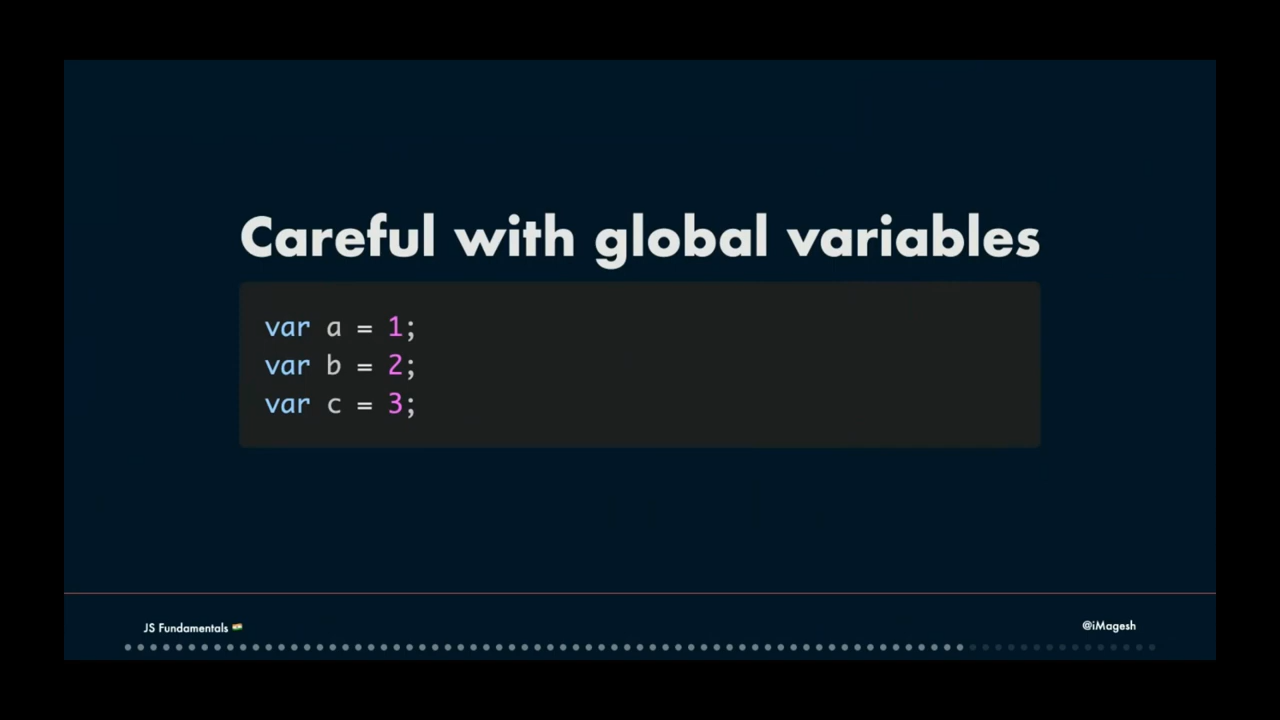 Careful with global variables
var a = 1;
var b = 2;
var c = 3;
JS Fundamentals
@iMagesh